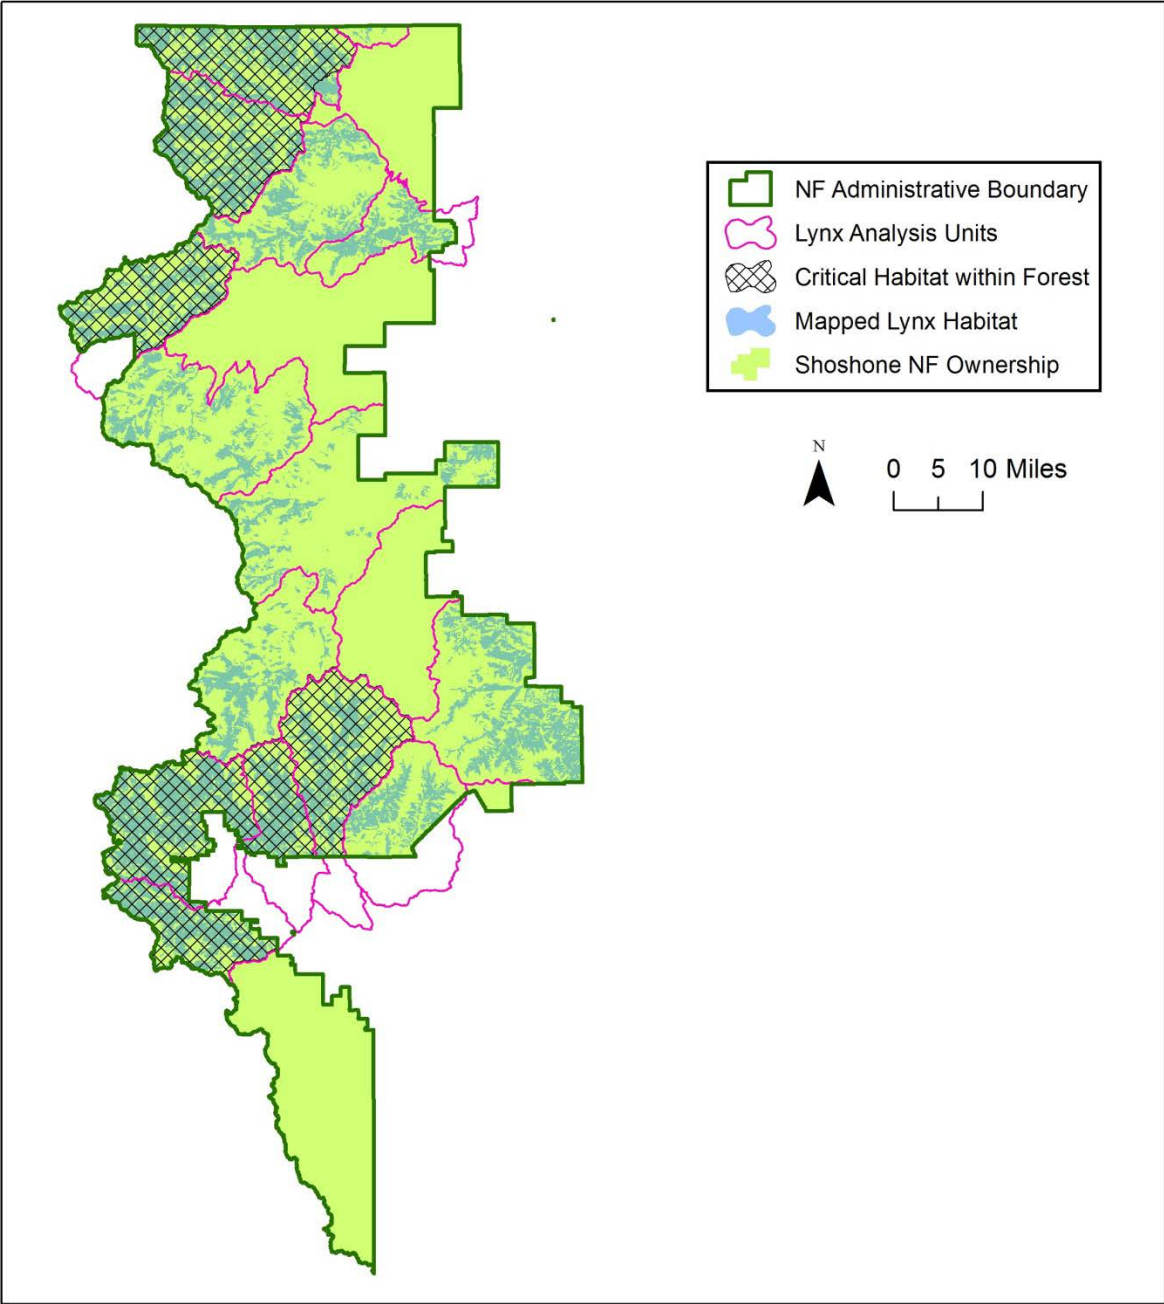 NF Administrative Boundary
Lynx Analysis Units
Critical Habitat within Forest
Mapped Lynx Habitat
Shoshone NF Ownership
N
0 5 10 Miles